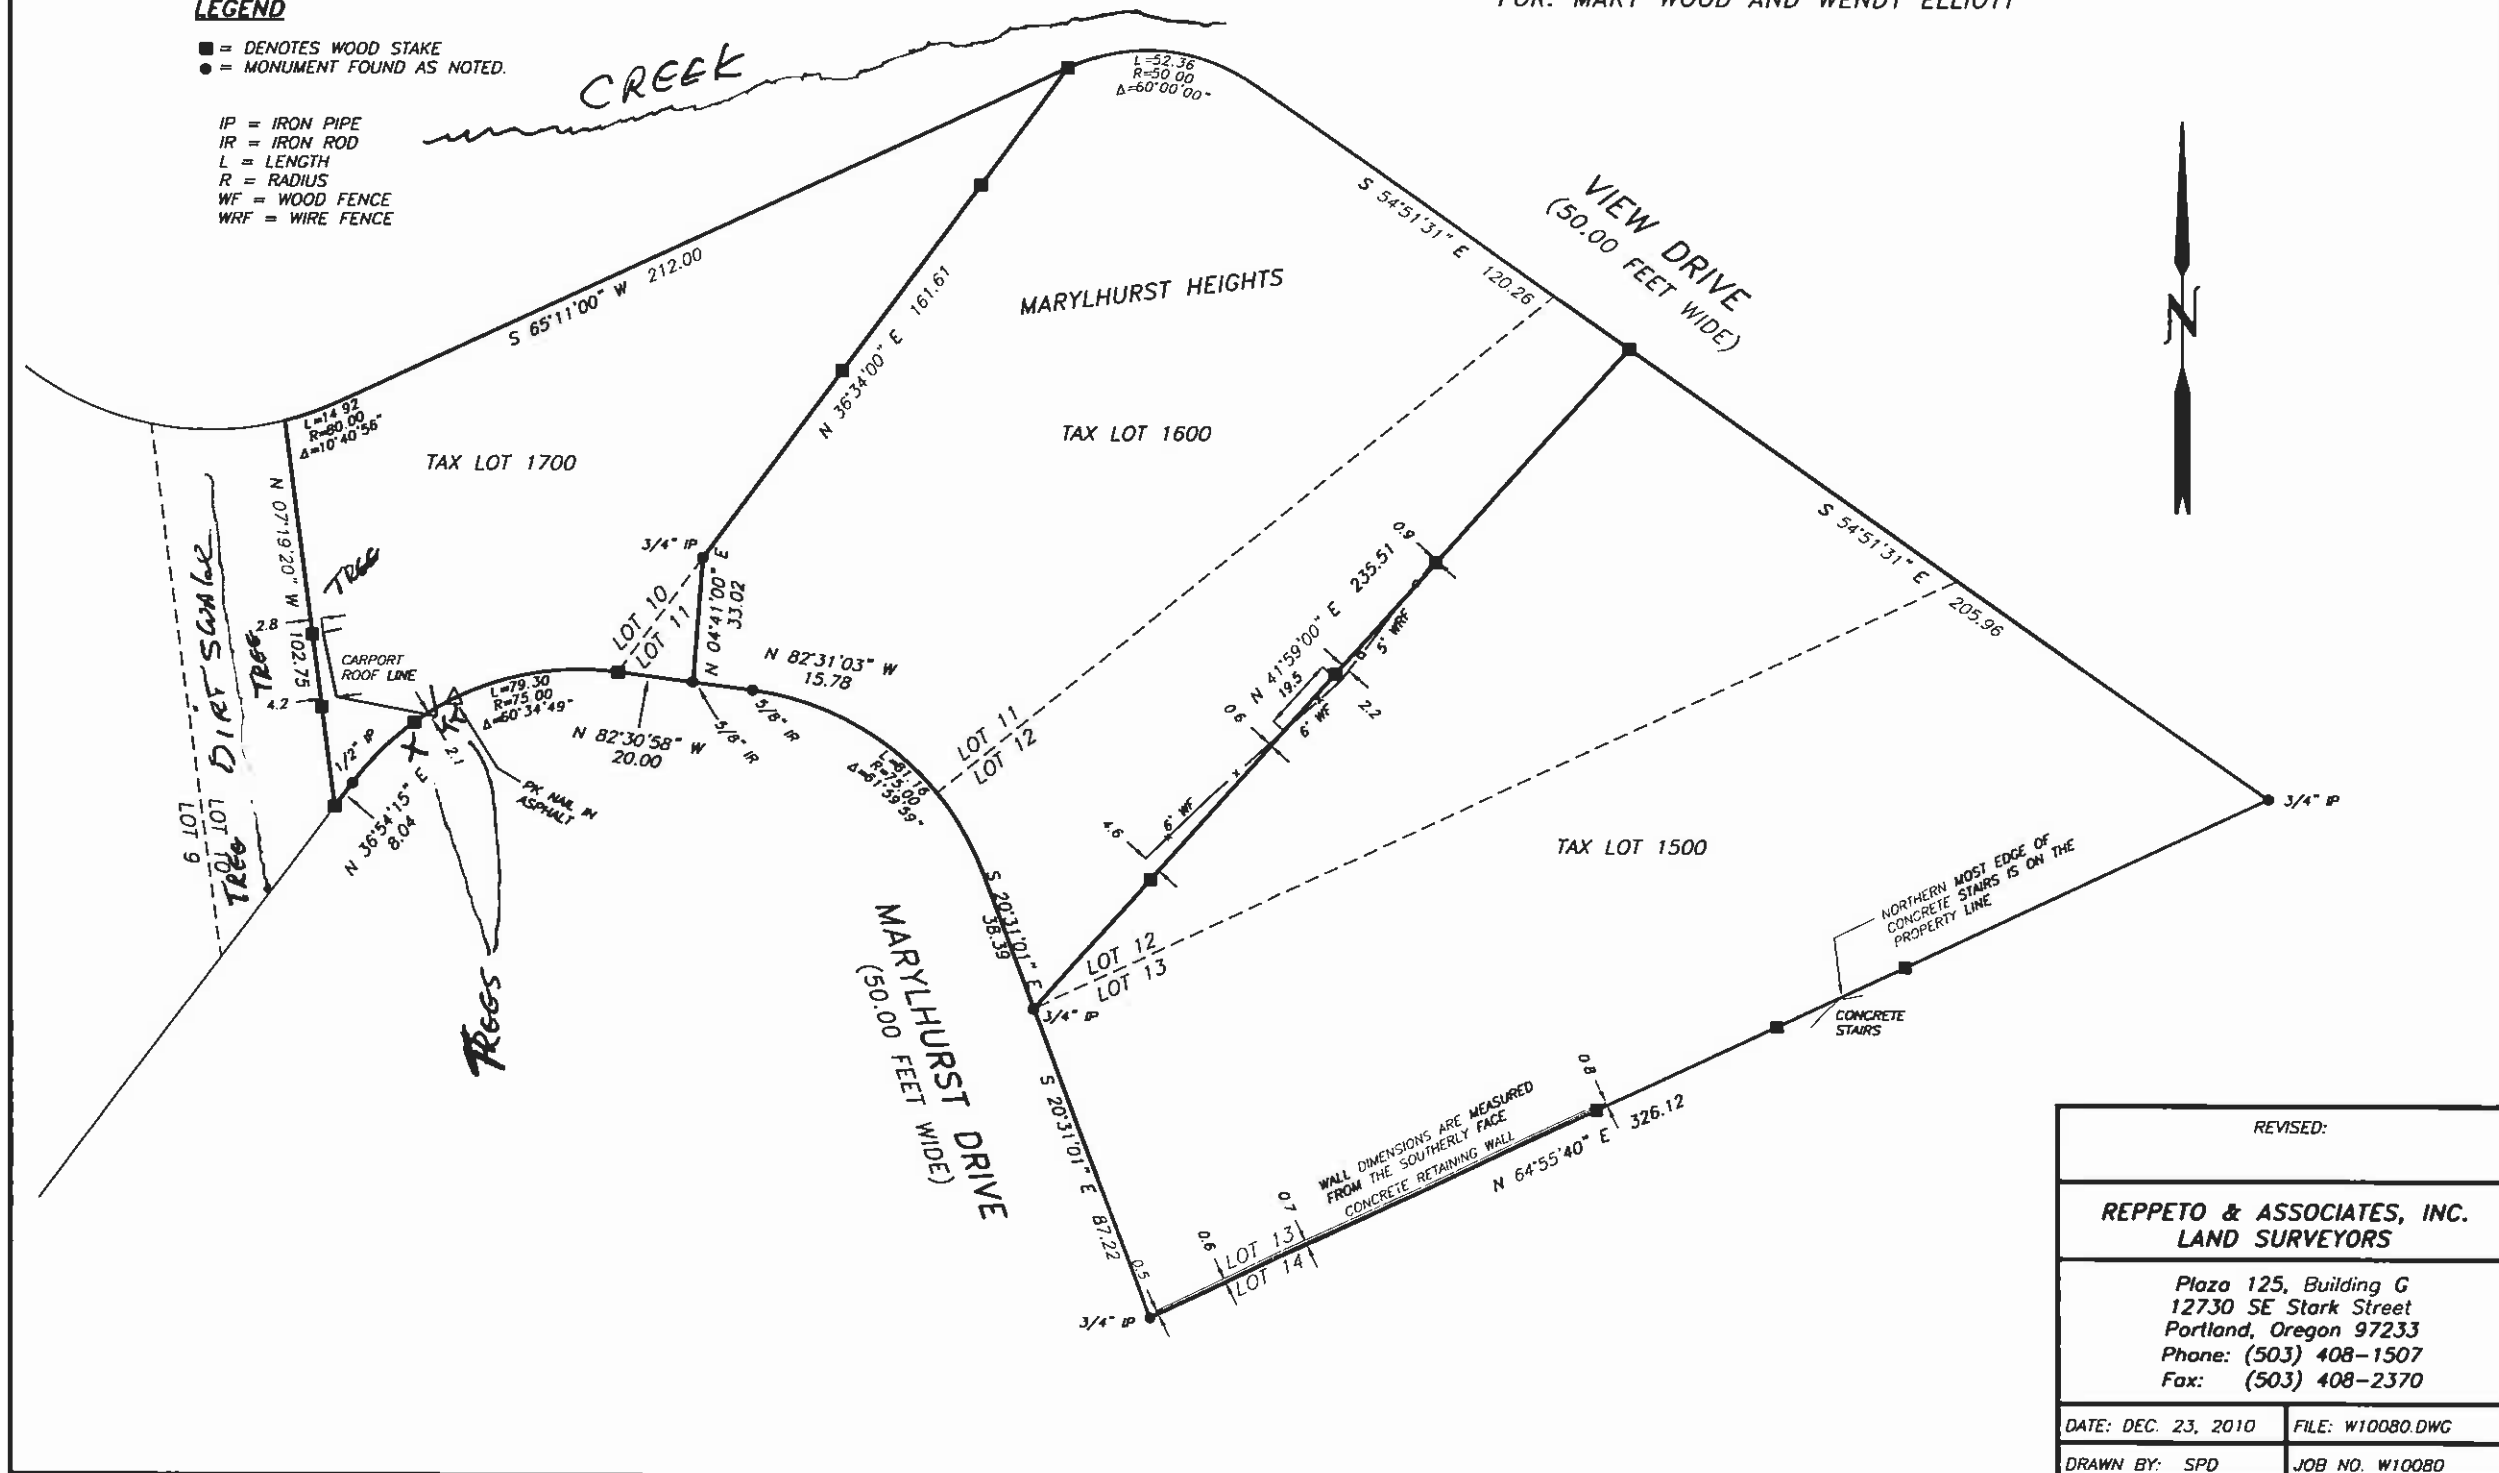 LEGEND
FOR: MARY WOOD AND WENDY ELLIOTT
■ = DENOTES WOOD STAKE
● = MONUMENT FOUND AS NOTED.
IP = IRON PIPE
IR = IRON ROD
L = LENGTH
R = RADIUS
WF = WOOD FENCE
WRF = WIRE FENCE
CREEK
L=52.36
R=50.00
Δ=60°00'00"
S 54°51'31" E 120.26
VIEW DRIVE
(50.00 FEET WIDE)
N
S 65°11'00" W 212.00
N 36°34'00" E 161.61
MARYLHURST HEIGHTS
TAX LOT 1600
L=14.92
R=80.00
Δ=10°40'56"
TAX LOT 1700
N 07°19'20" W 102.75
DIRT SWALE
TREE
TREE
TREE
2.8
4.2
CARPORT
ROOF LINE
1/2" IP
N 36°54'15" E
8.04
LOT 10
LOT 9
X
2.1
L=79.30
R=75.00
Δ=60°34'49"
PK NAIL IN
ASPHALT
TREES
3/4" IP
LOT 10
LOT 11
N 04°41'00" E
33.02
N 82°31'03" W
15.78
N 82°30'58" W
20.00
5/8" IR
5/8" IR
L=81.16
R=75.00
Δ=61°59'59"
LOT 11
LOT 12
N 41°59'00" E 235.51
0.9
5' WRF
19.5
0.6
6' WF
2.2
6' WF
4.6
S 54°51'31" E 205.96
3/4" IP
TAX LOT 1500
S 20°31'01" E
38.39
LOT 12
LOT 13
3/4" IP
MARYLHURST DRIVE
(50.00 FEET WIDE)
NORTHERN MOST EDGE OF
CONCRETE STAIRS IS ON THE
PROPERTY LINE
CONCRETE
STAIRS
S 20°31'01" E 87.22
0.8
WALL DIMENSIONS ARE MEASURED
FROM THE SOUTHERLY FACE
CONCRETE RETAINING WALL
N 64°55'40" E 326.12
0.7
0.6
0.5
LOT 13
LOT 14
3/4" IP
REVISED:
REPPETO & ASSOCIATES, INC.
LAND SURVEYORS
Plaza 125, Building G
12730 SE Stark Street
Portland, Oregon 97233
Phone: (503) 408-1507
Fax: (503) 408-2370
DATE: DEC. 23, 2010
FILE: W10080.DWG
DRAWN BY: SPD
JOB NO. W10080